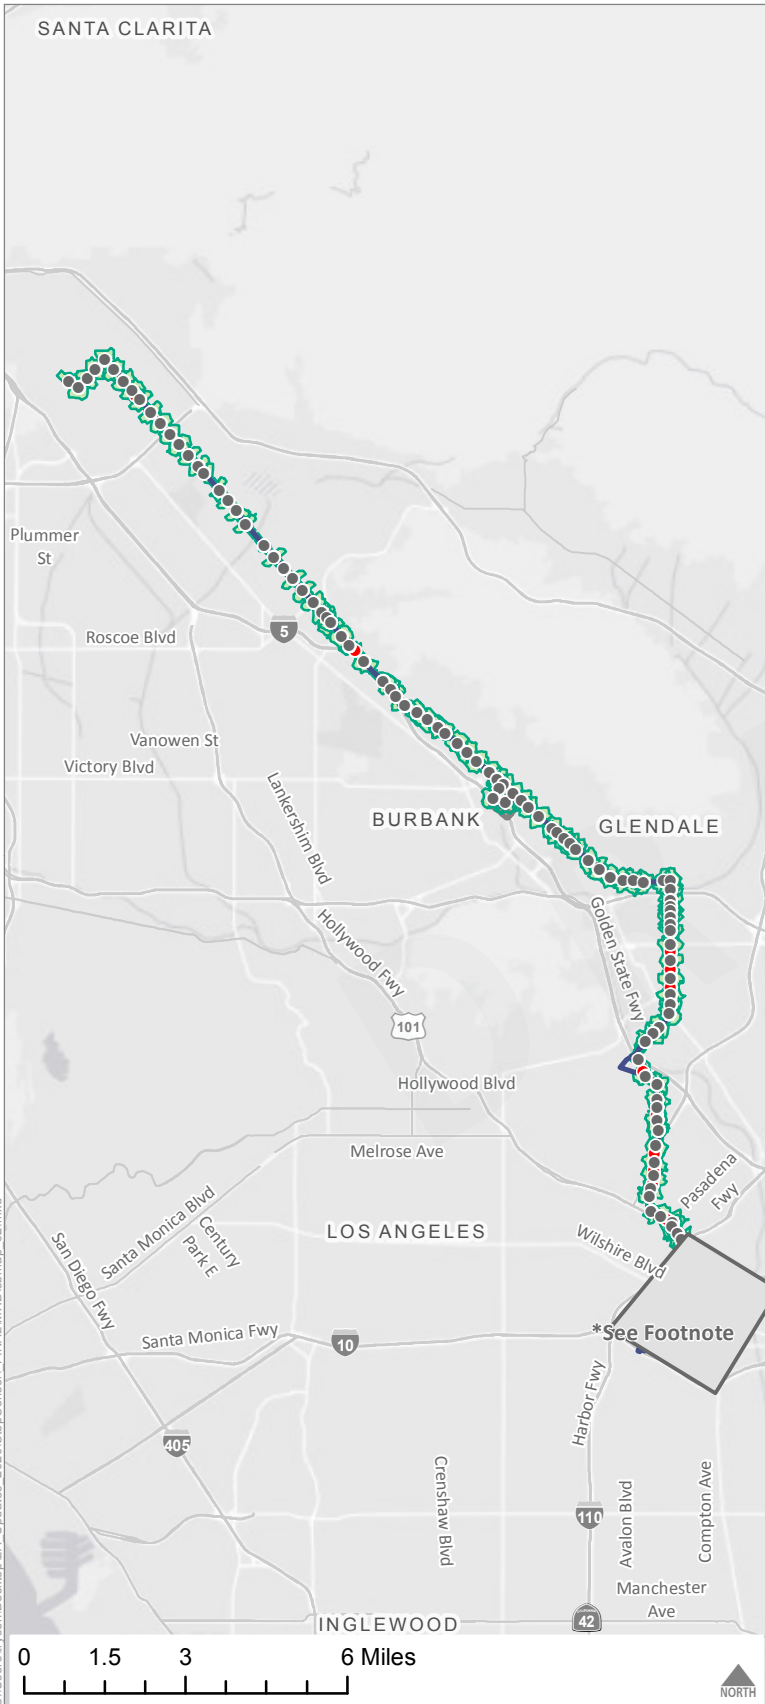 SANTA CLARITA
Plummer
St
5
Roscoe Blvd
Vanowen St
Victory Blvd
Lankershim Blvd
BURBANK
GLENDALE
Golden State Fwy
Hollywood Fwy
101
Hollywood Blvd
Melrose Ave
Pasadena
Fwy
Santa Monica Blvd
Century
Park E
LOS ANGELES
Wilshire Blvd
San Diego Fwy
Santa Monica Fwy
10
*See Footnote
Harbor Fwy
405
Crenshaw Blvd
110
Avalon Blvd
Compton Ave
Manchester
Ave
42
INGLEWOOD
0 1.5 3 6 Miles
NORTH